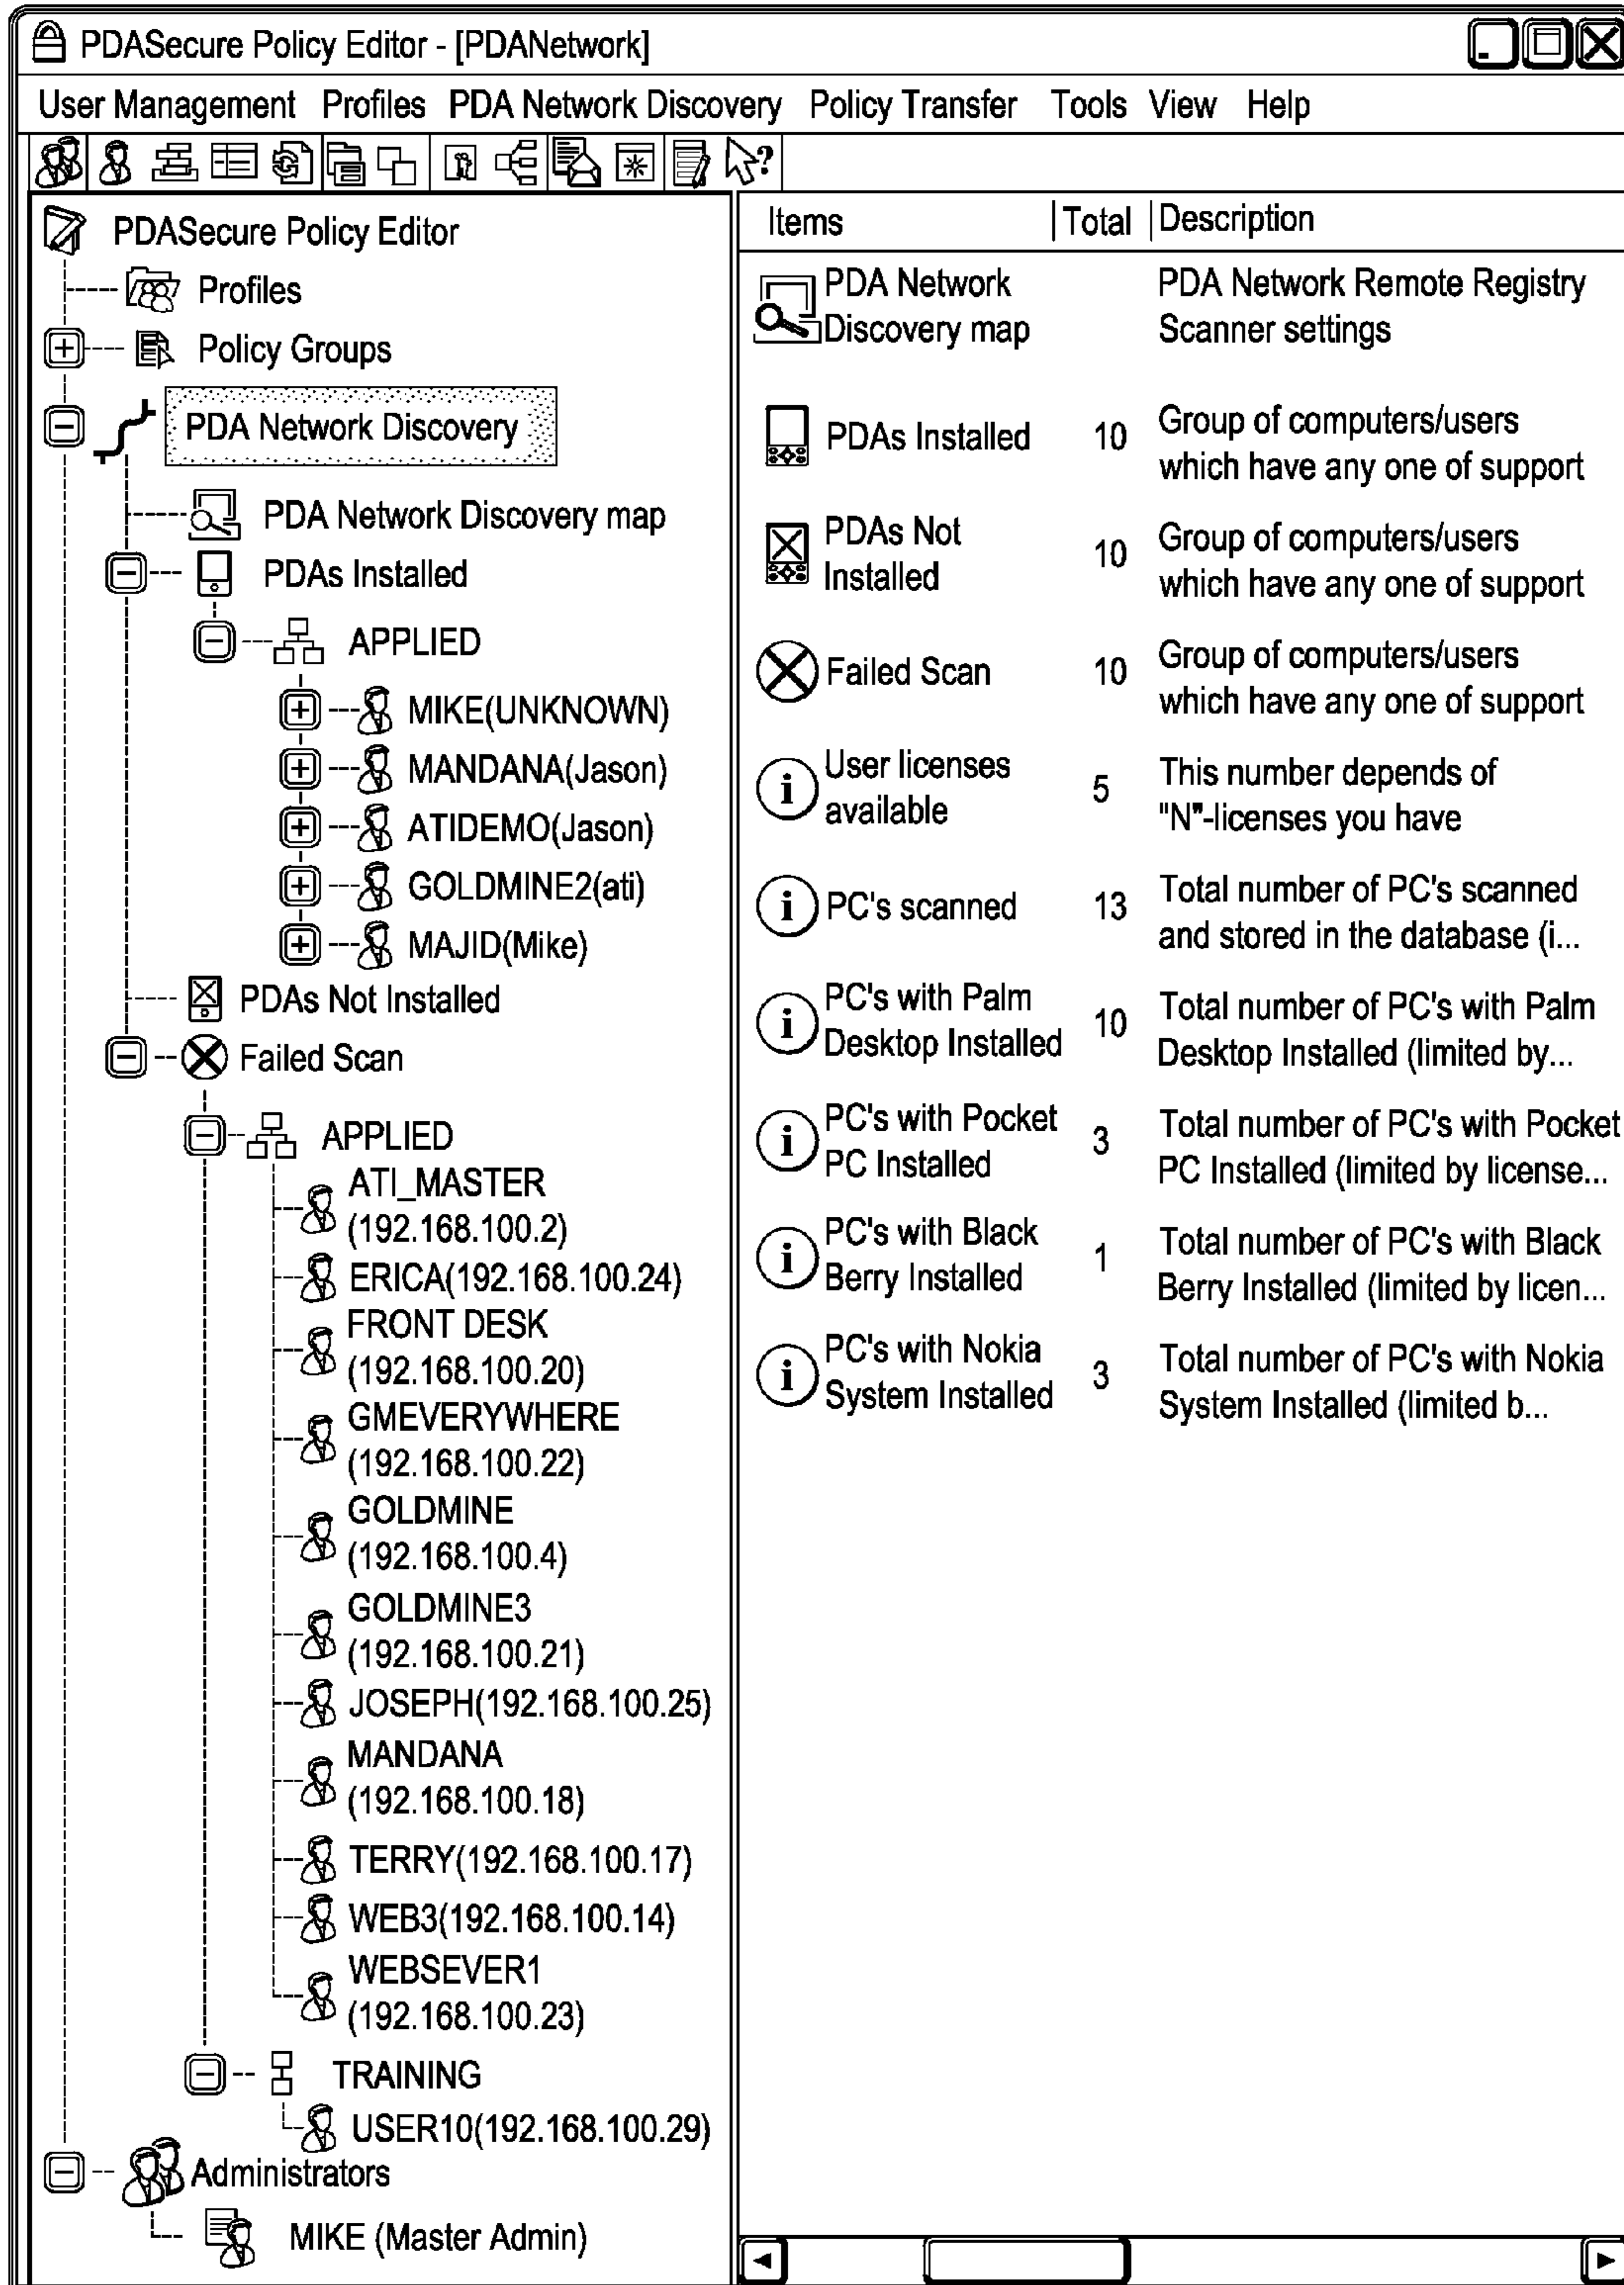 PDASecure Policy Editor - [PDANetwork]
User Management Profiles PDA Network Discovery Policy Transfer Tools View Help
PDASecure Policy Editor
Profiles
Policy Groups
PDA Network Discovery
PDA Network Discovery map
PDAs Installed
APPLIED
MIKE(UNKNOWN)
MANDANA(Jason)
ATIDEMO(Jason)
GOLDMINE2(ati)
MAJID(Mike)
PDAs Not Installed
Failed Scan
APPLIED
ATI_MASTER
(192.168.100.2)
ERICA(192.168.100.24)
FRONT DESK
(192.168.100.20)
GMEVERYWHERE
(192.168.100.22)
GOLDMINE
(192.168.100.4)
GOLDMINE3
(192.168.100.21)
JOSEPH(192.168.100.25)
MANDANA
(192.168.100.18)
TERRY(192.168.100.17)
WEB3(192.168.100.14)
WEBSEVER1
(192.168.100.23)
TRAINING
USER10(192.168.100.29)
Administrators
MIKE (Master Admin)
Items Total Description
PDA Network PDA Network Remote Registry
Discovery map Scanner settings
PDAs Installed 10 Group of computers/users
which have any one of support
PDAs Not Installed 10 Group of computers/users
which have any one of support
Failed Scan 10 Group of computers/users
which have any one of support
User licenses available 5 This number depends of
"N"-licenses you have
PC's scanned 13 Total number of PC's scanned
and stored in the database (i...
PC's with Palm Desktop Installed 10 Total number of PC's with Palm
Desktop Installed (limited by...
PC's with Pocket PC Installed 3 Total number of PC's with Pocket
PC Installed (limited by license...
PC's with Black Berry Installed 1 Total number of PC's with Black
Berry Installed (limited by licen...
PC's with Nokia System Installed 3 Total number of PC's with Nokia
System Installed (limited b...